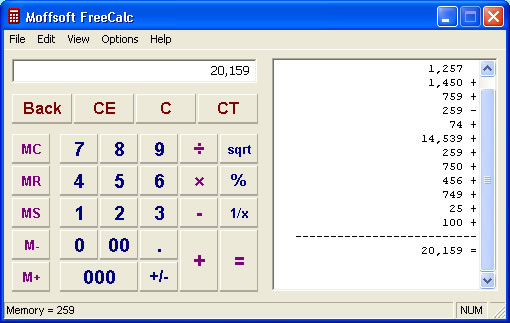 Moffsoft FreeCalc
File Edit View Options Help
20,159
Back CE C CT
MC 7 8 9 ÷ sqrt
MR 4 5 6 × %
MS 1 2 3 - 1/x
M- 0 00 .
M+ 000 +/- + =
1,257
1,450 +
759 +
259 -
74 +
14,539 +
259 +
750 +
456 +
749 +
25 +
100 +
--------------------------
20,159 =
Memory = 259 NUM